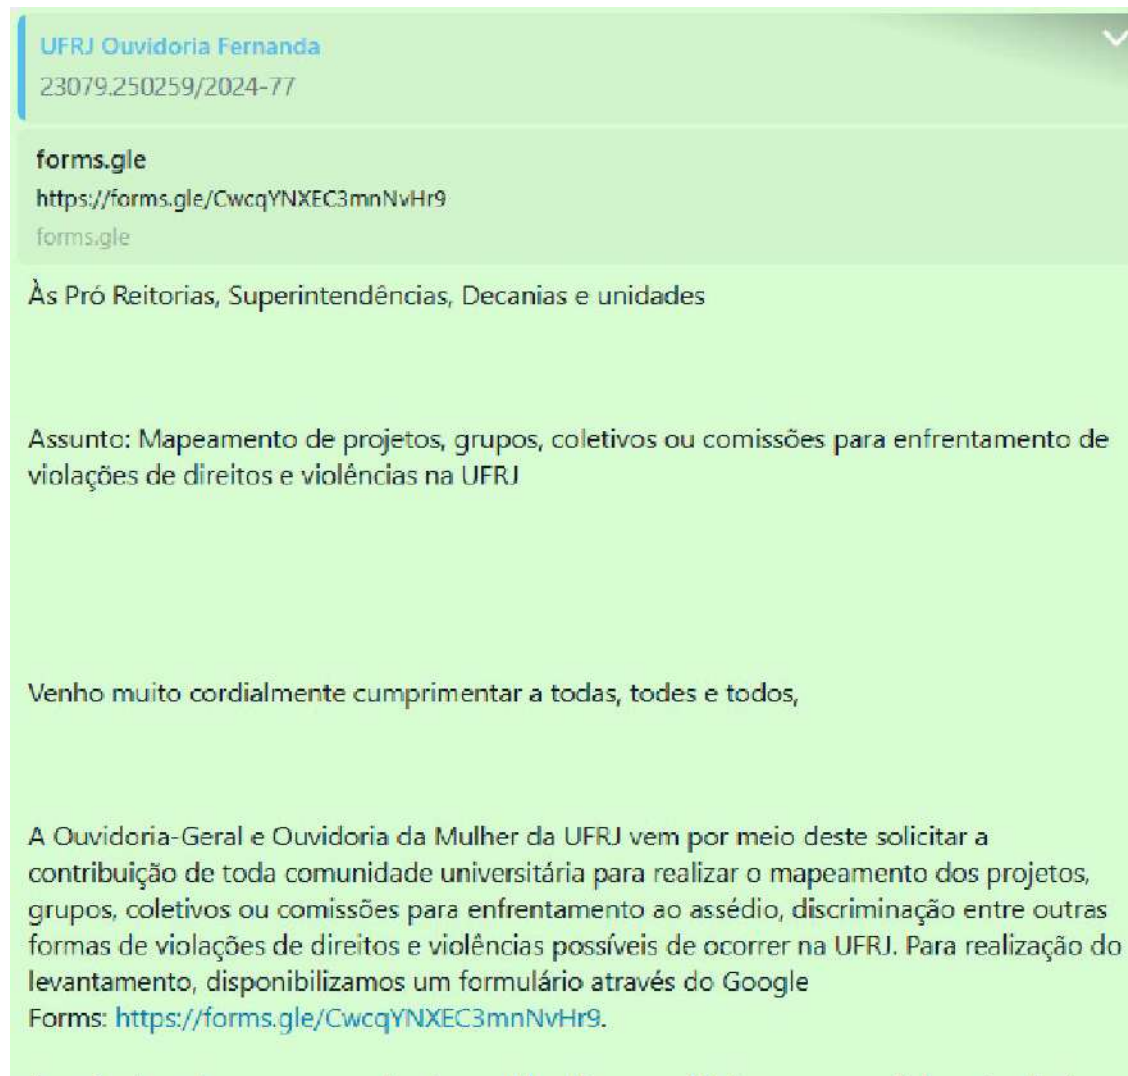 UFRJ Ouvidoria Fernanda
23079.250259/2024-77
forms.gle
https://forms.gle/CwcqYNXEC3mnNvHr9
forms.gle
Às Pró Reitorias, Superintendências, Decanias e unidades
Assunto: Mapeamento de projetos, grupos, coletivos ou comissões para enfrentamento de
violações de direitos e violências na UFRJ
Venho muito cordialmente cumprimentar a todas, todes e todos,
A Ouvidoria-Geral e Ouvidoria da Mulher da UFRJ vem por meio deste solicitar a
contribuição de toda comunidade universitária para realizar o mapeamento dos projetos,
grupos, coletivos ou comissões para enfrentamento ao assédio, discriminação entre outras
formas de violações de direitos e violências possíveis de ocorrer na UFRJ. Para realização do
levantamento, disponibilizamos um formulário através do Google
Forms: https://forms.gle/CwcqYNXEC3mnNvHr9.